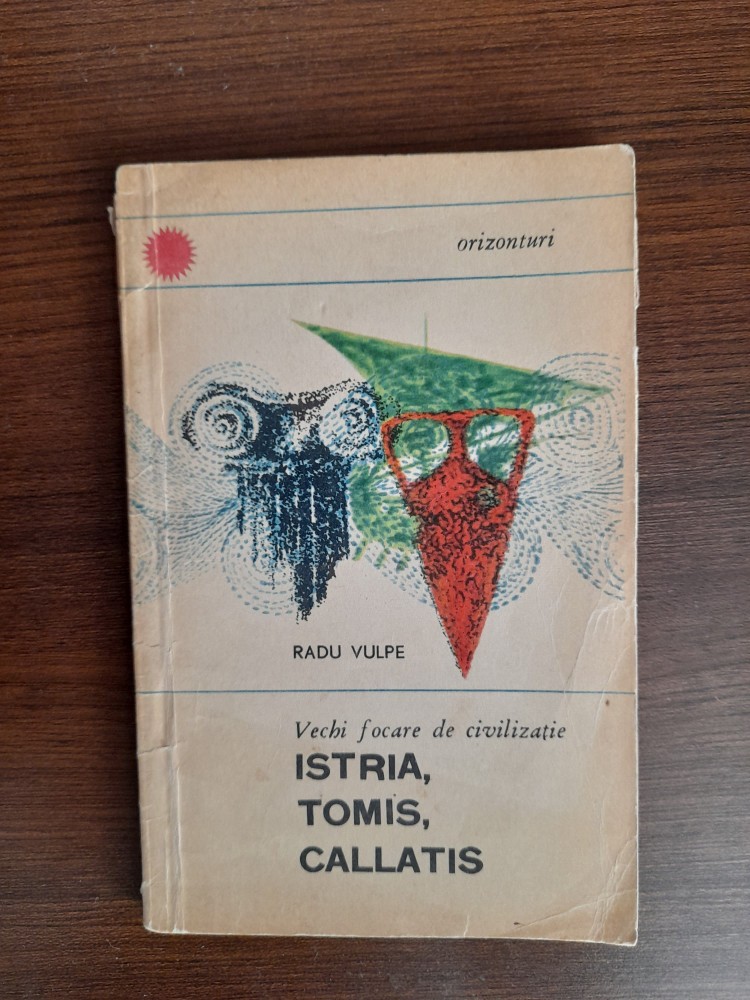 orizonturi
RADU VULPE
Vechi focare de civilizație
ISTRIA,
TOMIS,
CALLATIS